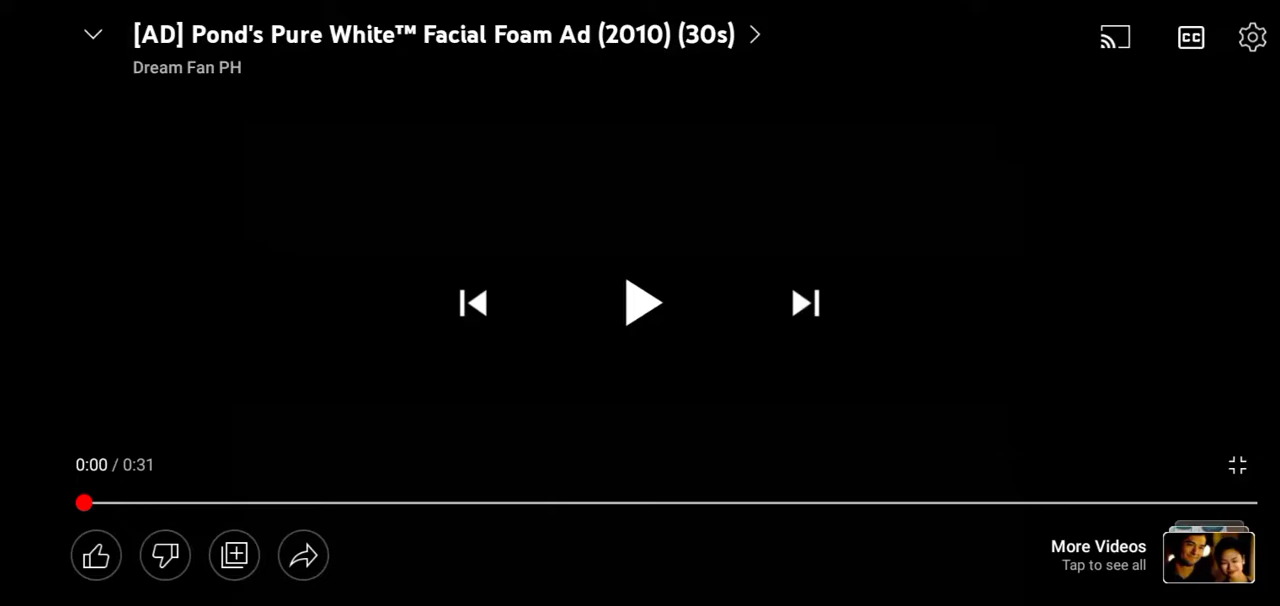 [AD] Pond's Pure White™ Facial Foam Ad (2010) (30s)
Dream Fan PH
CC
0:00 / 0:31
More Videos
Tap to see all